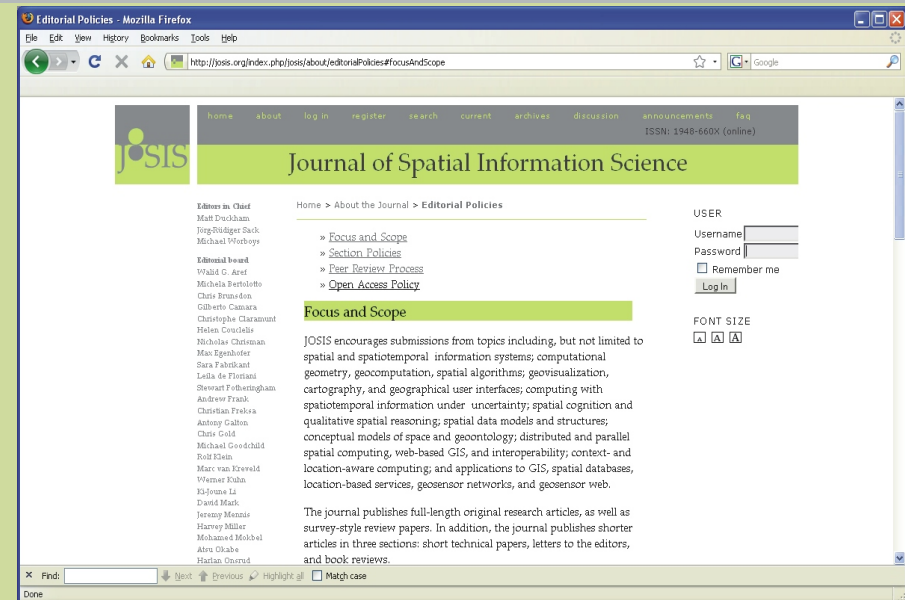 Editorial Policies - Mozilla Firefox
File Edit View History Bookmarks Tools Help
http://josis.org/index.php/josis/about/editorialPolicies#focusAndScope
G Google
home about log in register search current archives discussion announcements faq
ISSN: 1948-660X (online)
JOSIS
Journal of Spatial Information Science
Editors in Chief
Matt Duckham
Jörg-Rüdiger Sack
Michael Worboys
Editorial board
Walid G. Aref
Michela Bertolotto
Chris Brunsdon
Gilberto Camara
Christophe Claramunt
Helen Couclelis
Nicholas Chrisman
Max Egenhofer
Sara Fabrikant
Leila de Floriani
Stewart Fotheringham
Andrew Frank
Christian Freksa
Antony Galton
Chris Gold
Michael Goodchild
Rolf Klein
Marc van Kreveld
Werner Kuhn
Ki-Joune Li
David Mark
Jeremy Mennis
Harvey Miller
Mohamed Mokbel
Atsu Okabe
Harlan Onsrud
Home > About the Journal > Editorial Policies
» Focus and Scope
» Section Policies
» Peer Review Process
» Open Access Policy
Focus and Scope
JOSIS encourages submissions from topics including, but not limited to
spatial and spatiotemporal information systems; computational
geometry, geocomputation, spatial algorithms; geovisualization,
cartography, and geographical user interfaces; computing with
spatiotemporal information under uncertainty; spatial cognition and
qualitative spatial reasoning; spatial data models and structures;
conceptual models of space and geoontology; distributed and parallel
spatial computing, web-based GIS, and interoperability; context- and
location-aware computing; and applications to GIS, spatial databases,
location-based services, geosensor networks, and geosensor web.
The journal publishes full-length original research articles, as well as
survey-style review papers. In addition, the journal publishes shorter
articles in three sections: short technical papers, letters to the editors,
and book reviews.
USER
Username
Password
Remember me
Log In
FONT SIZE
A A A
Find: Next Previous Highlight all Match case
Done